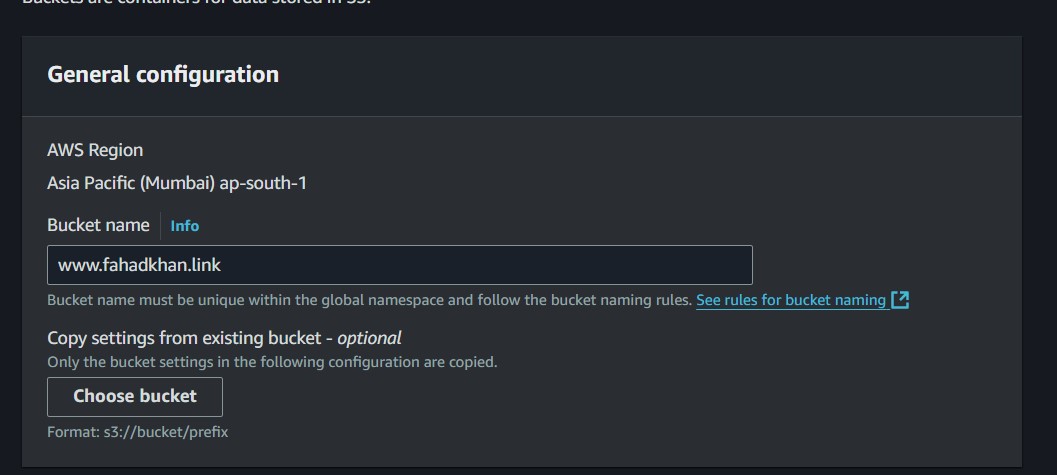 Buckets are containers for data stored in S3.
General configuration
AWS Region
Asia Pacific (Mumbai) ap-south-1
Bucket name Info
www.fahadkhan.link
Bucket name must be unique within the global namespace and follow the bucket naming rules. See rules for bucket naming
Copy settings from existing bucket - optional
Only the bucket settings in the following configuration are copied.
Choose bucket
Format: s3://bucket/prefix